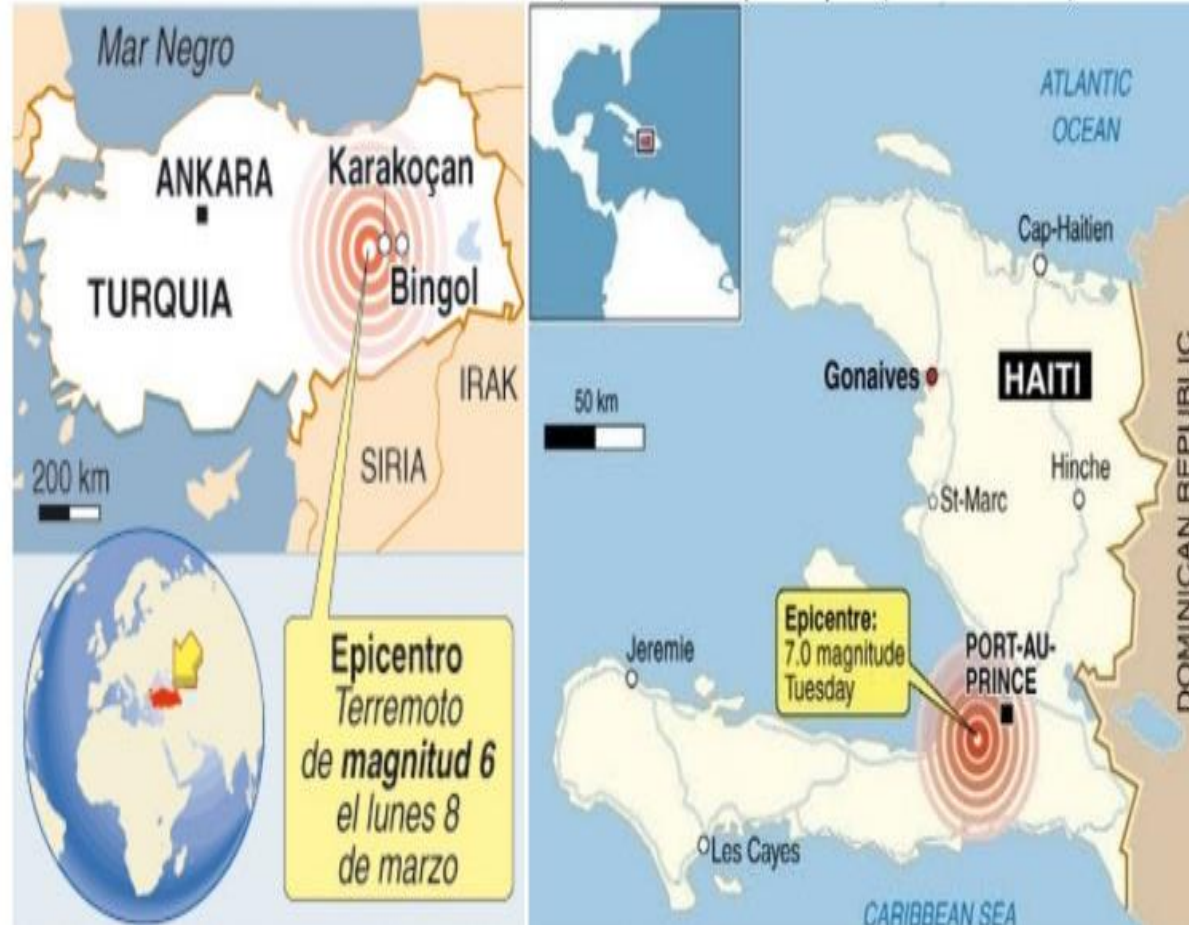 Mar Negro
ANKARA
Karakoçan
TURQUIA
Bingol
IRAK
SIRIA
200 km
Epicentro
Terremoto
de magnitud 6
el lunes 8
de marzo
ATLANTIC
OCEAN
Cap-Haitien
Gonaives
HAITI
50 km
Hinche
St-Marc
DOMINICAN REPUBLIC
Epicentre:
7.0 magnitude
Tuesday
PORT-AU-
PRINCE
Jeremie
Les Cayes
CARIBBEAN SEA